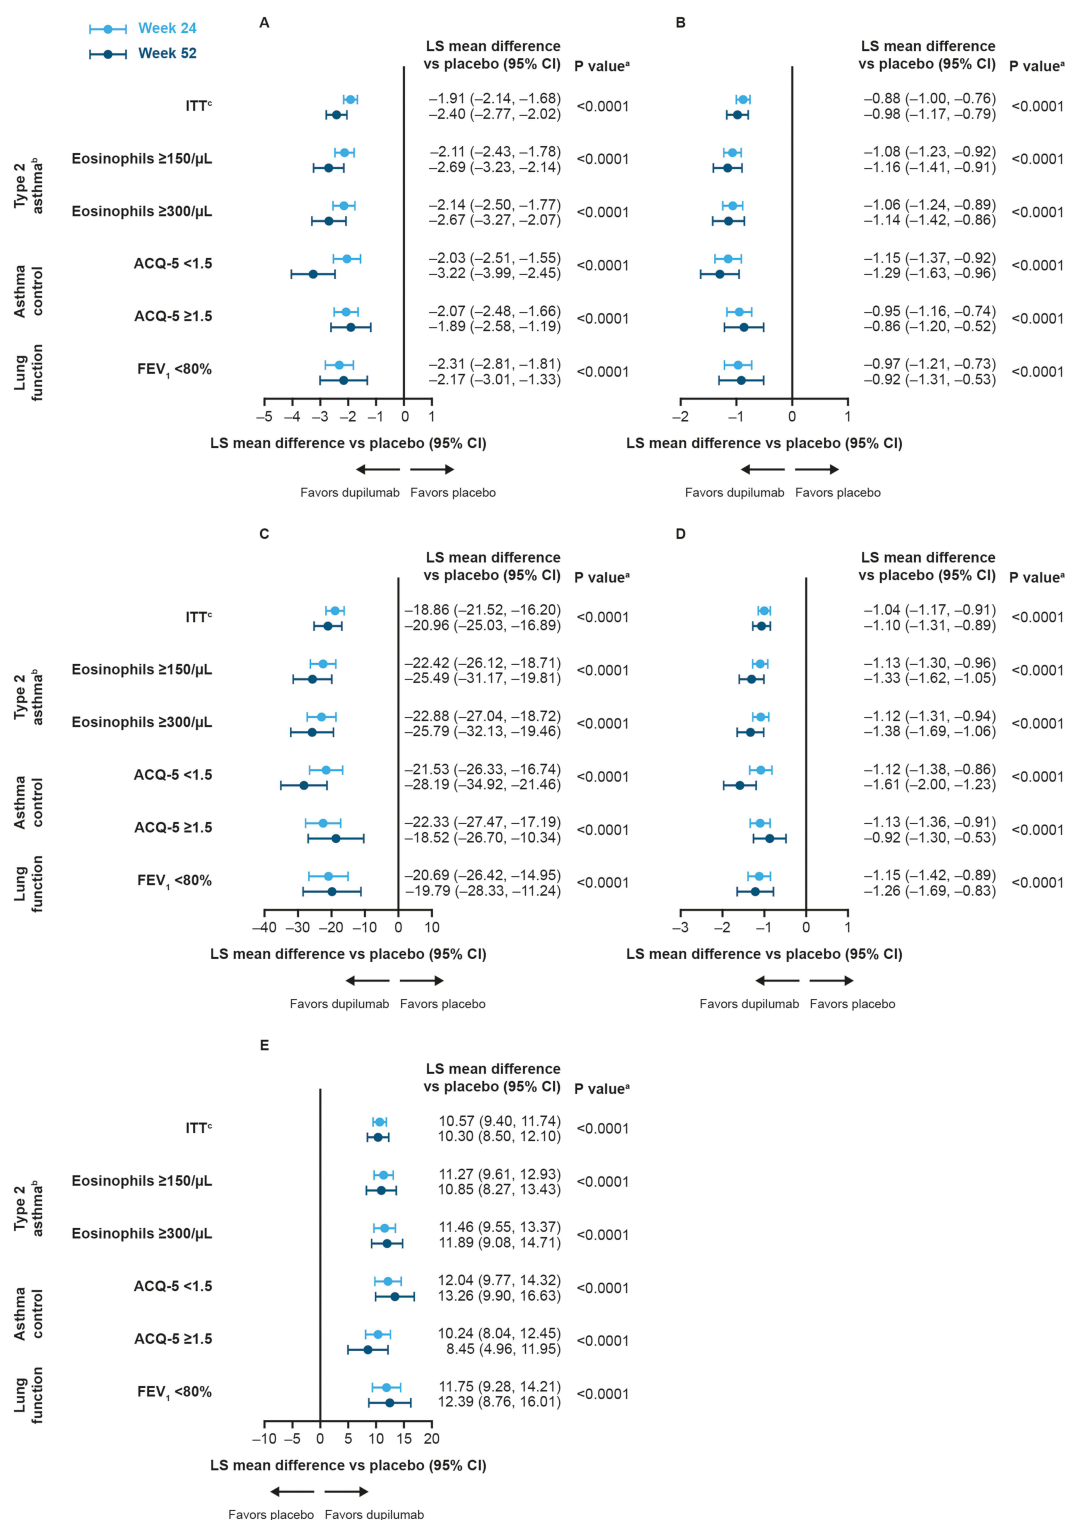 Week 24
Week 52
A
LS mean difference
vs placebo (95% CI)
P valueᵃ
Type 2
asthmaᵇ
Asthma
control
Lung
function
ITTᶜ
–1.91 (–2.14, –1.68)
–2.40 (–2.77, –2.02)
<0.0001
Eosinophils ≥150/µL
–2.11 (–2.43, –1.78)
–2.69 (–3.23, –2.14)
<0.0001
Eosinophils ≥300/µL
–2.14 (–2.50, –1.77)
–2.67 (–3.27, –2.07)
<0.0001
ACQ-5 <1.5
–2.03 (–2.51, –1.55)
–3.22 (–3.99, –2.45)
<0.0001
ACQ-5 ≥1.5
–2.07 (–2.48, –1.66)
–1.89 (–2.58, –1.19)
<0.0001
FEV₁ <80%
–2.31 (–2.81, –1.81)
–2.17 (–3.01, –1.33)
<0.0001
–5 –4 –3 –2 –1 0 1
LS mean difference vs placebo (95% CI)
Favors dupilumab Favors placebo
B
LS mean difference
vs placebo (95% CI)
P valueᵃ
–0.88 (–1.00, –0.76)
–0.98 (–1.17, –0.79)
<0.0001
–1.08 (–1.23, –0.92)
–1.16 (–1.41, –0.91)
<0.0001
–1.06 (–1.24, –0.89)
–1.14 (–1.42, –0.86)
<0.0001
–1.15 (–1.37, –0.92)
–1.29 (–1.63, –0.96)
<0.0001
–0.95 (–1.16, –0.74)
–0.86 (–1.20, –0.52)
<0.0001
–0.97 (–1.21, –0.73)
–0.92 (–1.31, –0.53)
<0.0001
–2 –1 0 1
LS mean difference vs placebo (95% CI)
Favors dupilumab Favors placebo
C
LS mean difference
vs placebo (95% CI)
P valueᵃ
Type 2
asthmaᵇ
Asthma
control
Lung
function
ITTᶜ
–18.86 (–21.52, –16.20)
–20.96 (–25.03, –16.89)
<0.0001
Eosinophils ≥150/µL
–22.42 (–26.12, –18.71)
–25.49 (–31.17, –19.81)
<0.0001
Eosinophils ≥300/µL
–22.88 (–27.04, –18.72)
–25.79 (–32.13, –19.46)
<0.0001
ACQ-5 <1.5
–21.53 (–26.33, –16.74)
–28.19 (–34.92, –21.46)
<0.0001
ACQ-5 ≥1.5
–22.33 (–27.47, –17.19)
–18.52 (–26.70, –10.34)
<0.0001
FEV₁ <80%
–20.69 (–26.42, –14.95)
–19.79 (–28.33, –11.24)
<0.0001
–40 –30 –20 –10 0 10
LS mean difference vs placebo (95% CI)
Favors dupilumab Favors placebo
D
LS mean difference
vs placebo (95% CI)
P valueᵃ
–1.04 (–1.17, –0.91)
–1.10 (–1.31, –0.89)
<0.0001
–1.13 (–1.30, –0.96)
–1.33 (–1.62, –1.05)
<0.0001
–1.12 (–1.31, –0.94)
–1.38 (–1.69, –1.06)
<0.0001
–1.12 (–1.38, –0.86)
–1.61 (–2.00, –1.23)
<0.0001
–1.13 (–1.36, –0.91)
–0.92 (–1.30, –0.53)
<0.0001
–1.15 (–1.42, –0.89)
–1.26 (–1.69, –0.83)
<0.0001
–3 –2 –1 0 1
LS mean difference vs placebo (95% CI)
Favors dupilumab Favors placebo
E
LS mean difference
vs placebo (95% CI)
P valueᵃ
Type 2
asthmaᵇ
Asthma
control
Lung
function
ITTᶜ
10.57 (9.40, 11.74)
10.30 (8.50, 12.10)
<0.0001
Eosinophils ≥150/µL
11.27 (9.61, 12.93)
10.85 (8.27, 13.43)
<0.0001
Eosinophils ≥300/µL
11.46 (9.55, 13.37)
11.89 (9.08, 14.71)
<0.0001
ACQ-5 <1.5
12.04 (9.77, 14.32)
13.26 (9.90, 16.63)
<0.0001
ACQ-5 ≥1.5
10.24 (8.04, 12.45)
8.45 (4.96, 11.95)
<0.0001
FEV₁ <80%
11.75 (9.28, 14.21)
12.39 (8.76, 16.01)
<0.0001
–10 –5 0 5 10 15 20
LS mean difference vs placebo (95% CI)
Favors placebo Favors dupilumab